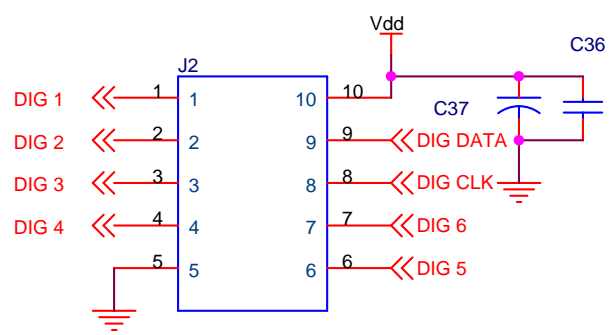 Vdd
C36
J2
DIG 1 1 1 10 10 C37
DIG 2 2 2 9 9 DIG DATA
DIG 3 3 3 8 8 DIG CLK
DIG 4 4 4 7 7 DIG 6
5 5 6 6 DIG 5